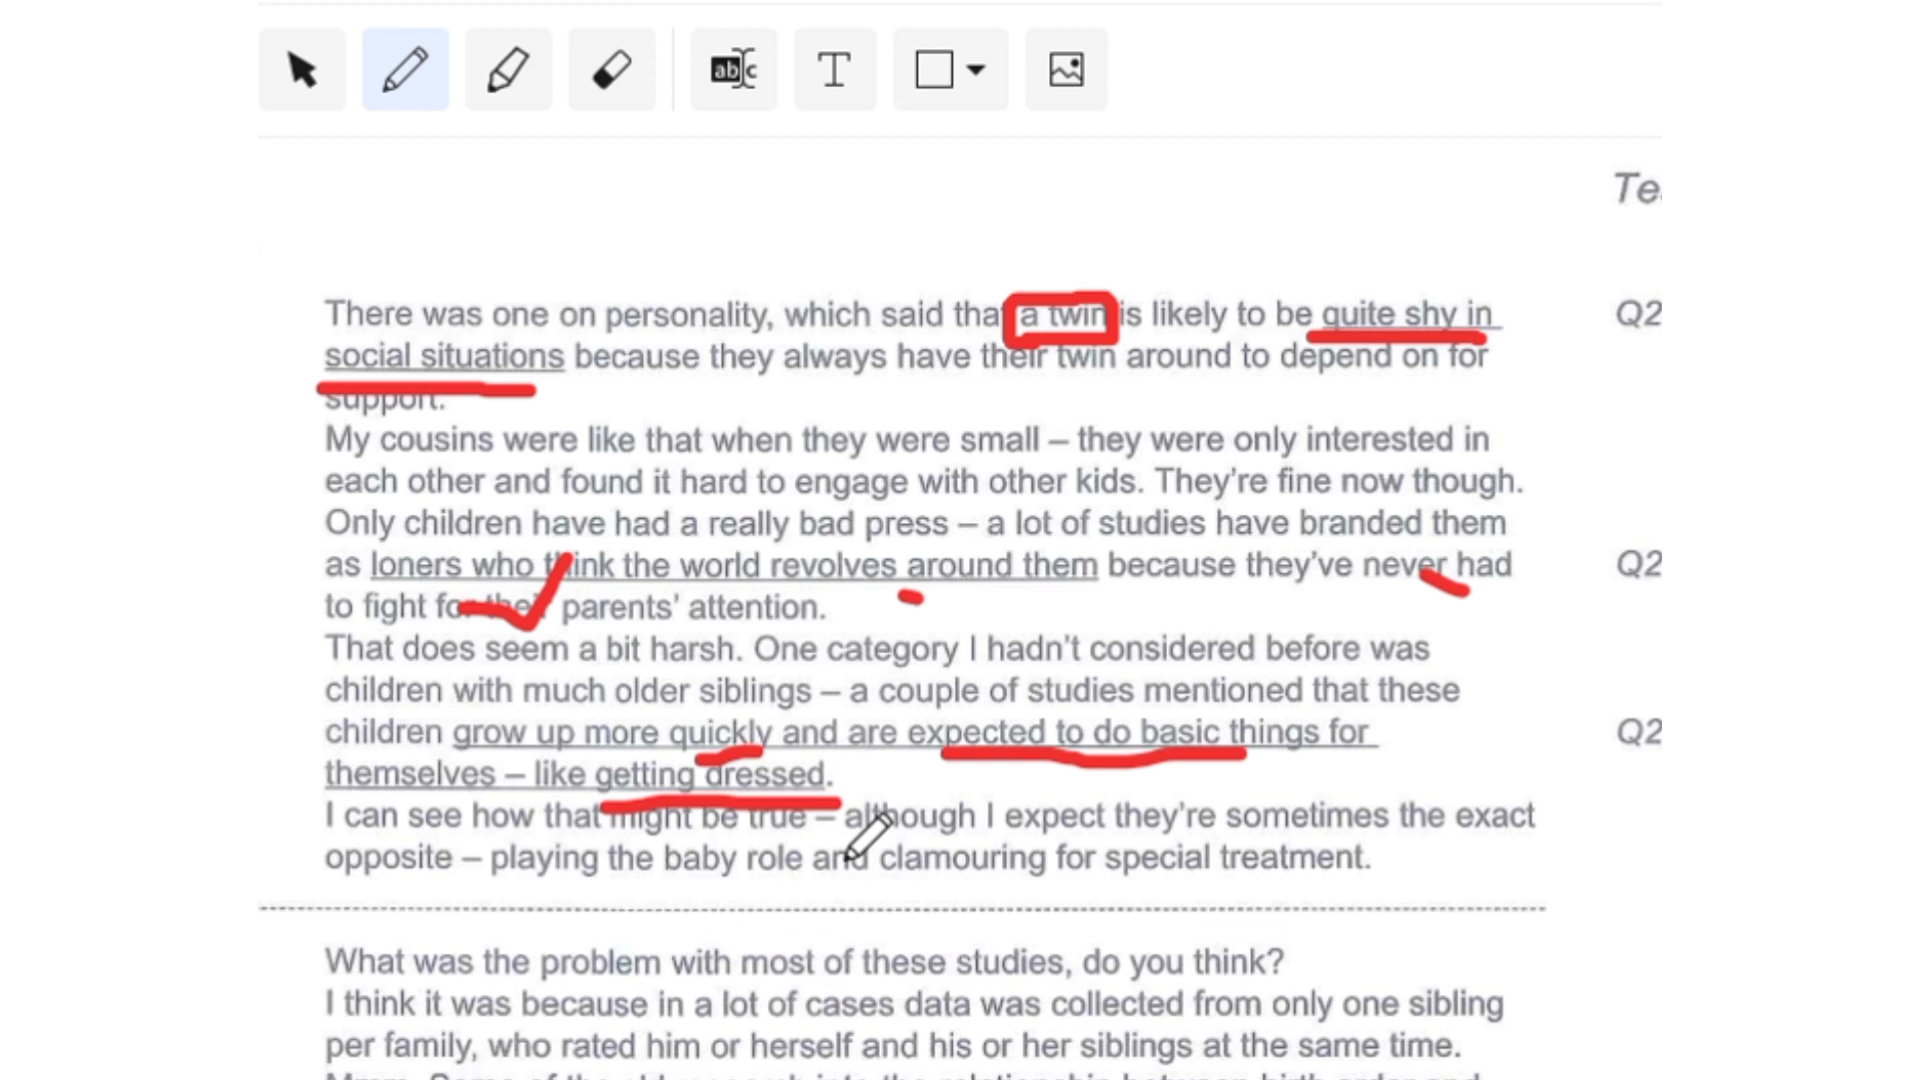 abc T
Te
There was one on personality, which said that a twin is likely to be quite shy in Q2
social situations because they always have their twin around to depend on for
support.
My cousins were like that when they were small – they were only interested in
each other and found it hard to engage with other kids. They're fine now though.
Only children have had a really bad press – a lot of studies have branded them
as loners who think the world revolves around them because they've never had Q2
to fight for their parents' attention.
That does seem a bit harsh. One category I hadn't considered before was
children with much older siblings – a couple of studies mentioned that these
children grow up more quickly and are expected to do basic things for Q2
themselves – like getting dressed.
I can see how that might be true – although I expect they're sometimes the exact
opposite – playing the baby role and clamouring for special treatment.
What was the problem with most of these studies, do you think?
I think it was because in a lot of cases data was collected from only one sibling
per family, who rated him or herself and his or her siblings at the same time.